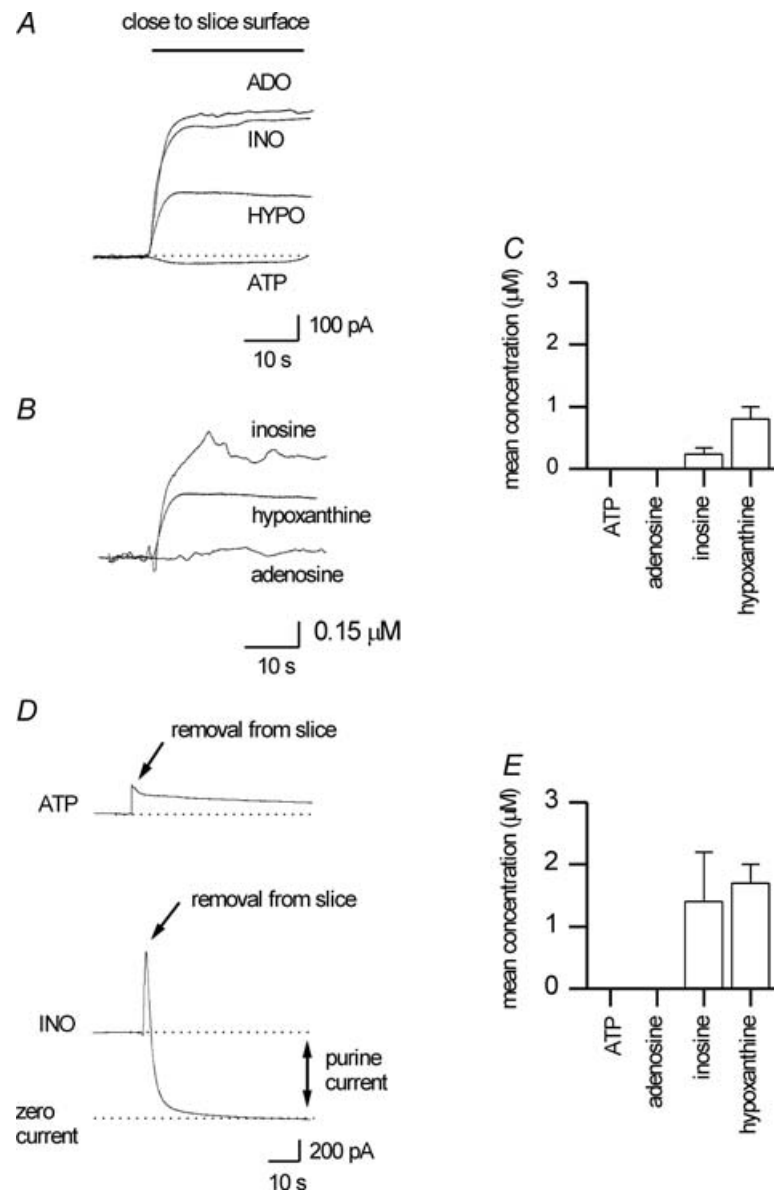 A
close to slice surface
ADO
INO
HYPO
ATP
100 pA
10 s
B
inosine
hypoxanthine
adenosine
0.15 µM
10 s
C
mean concentration (µM)
3
2
1
0
ATP
adenosine
inosine
hypoxanthine
D
removal from slice
ATP
removal from slice
INO
purine
current
zero
current
200 pA
10 s
E
mean concentration (µM)
3
2
1
0
ATP
adenosine
inosine
hypoxanthine